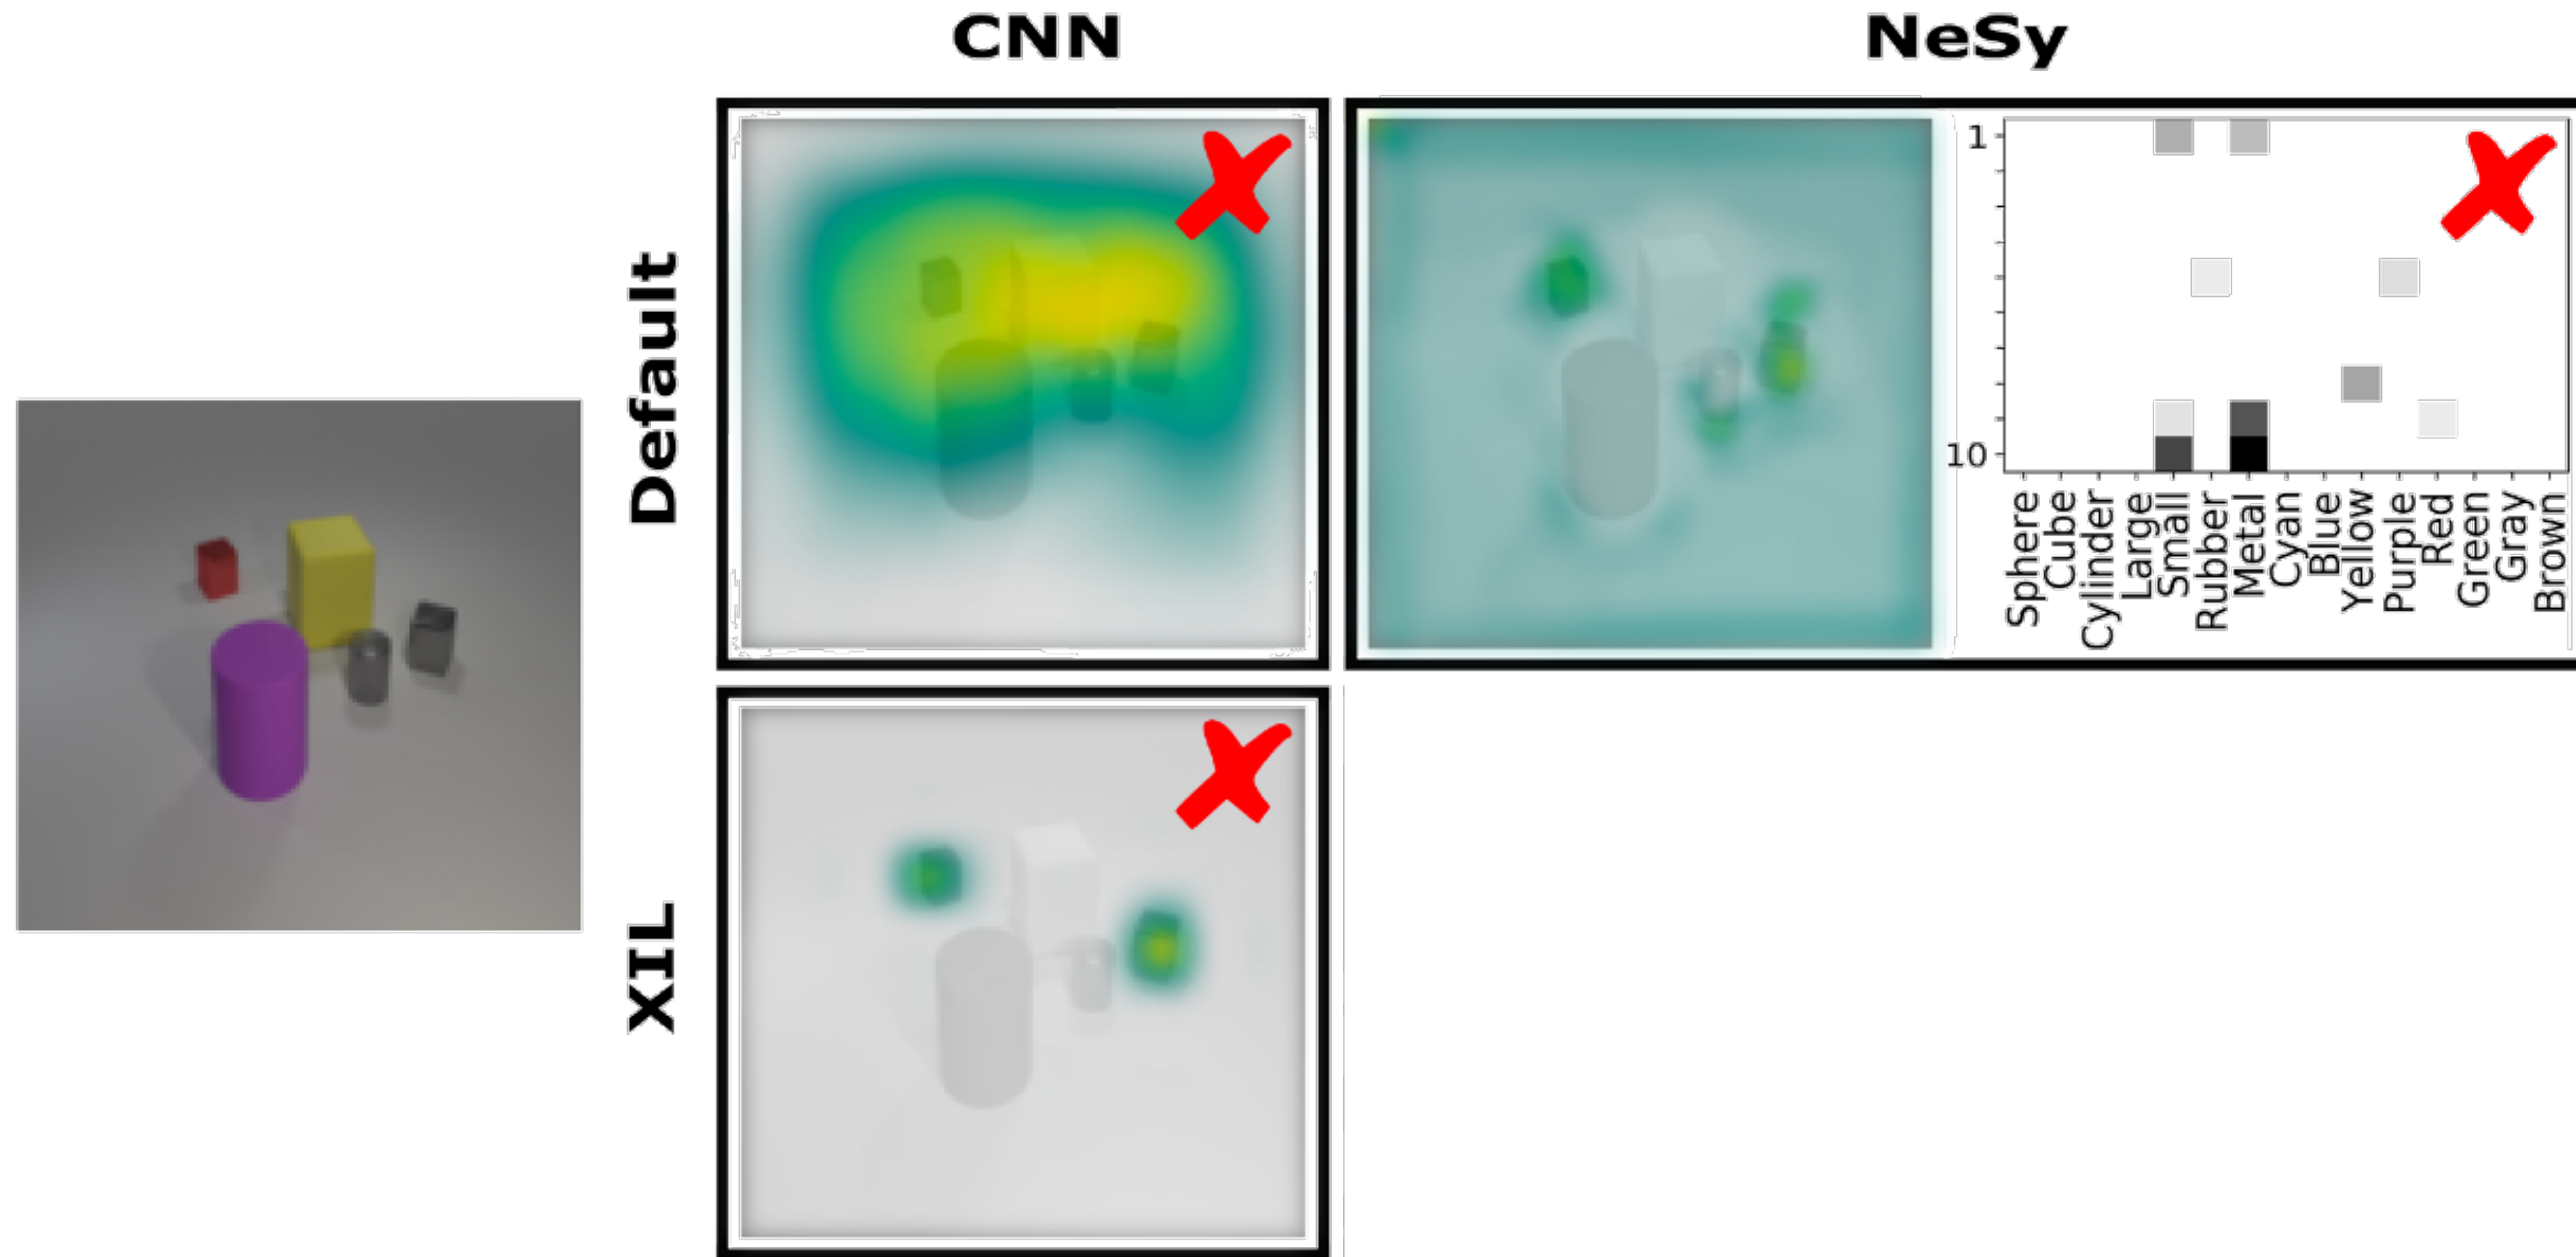 CNN
NeSy
Default
1
10
Sphere
Cube
Cylinder
Large
Small
Rubber
Metal
Cyan
Blue
Yellow
Purple
Red
Green
Gray
Brown
XIL